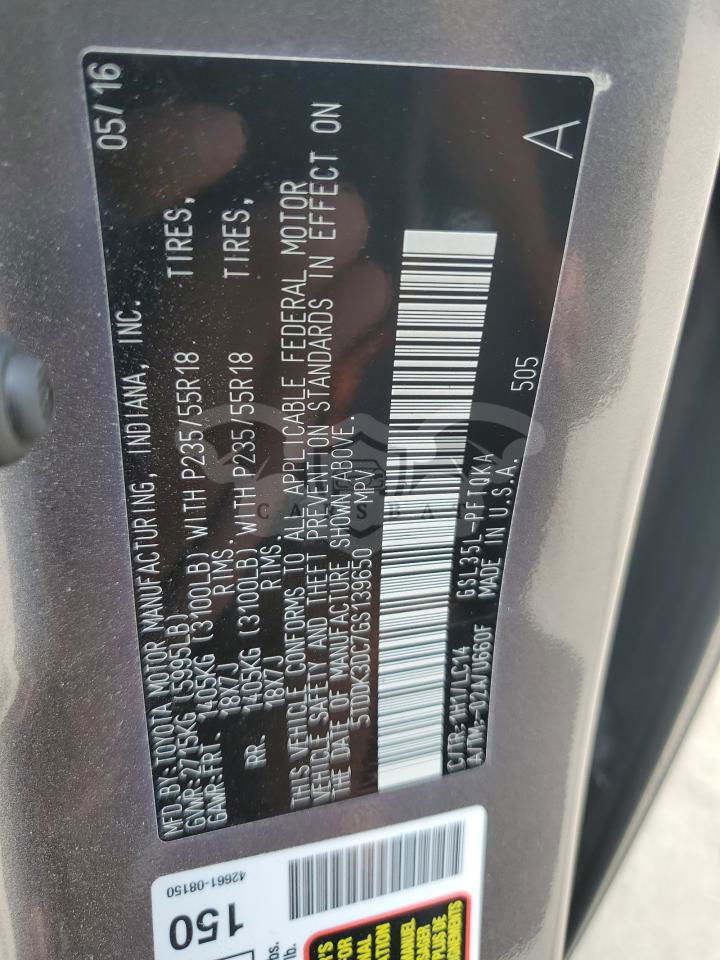 MFD.BY:TOYOTA MOTOR MANUFACTURING, INDIANA, INC. 05/16
GVWR:2715KG (5995LB)
GAWR:FRT. 1405KG (3100LB) WITH P235/55R18 TIRES,
18X7J RIMS.
RR. 1405KG (3100LB) WITH P235/55R18 TIRES,
18X7J RIMS
THIS VEHICLE CONFORMS TO ALL APPLICABLE FEDERAL MOTOR
VEHICLE SAFETY AND THEFT PREVENTION STANDARDS IN EFFECT ON
THE DATE OF MANUFACTURE SHOWN ABOVE.
5TDDK3DC7GS139650 MPV
C/TR:1HY/LC14 GSL35L-PFTQKA 505
A/TM:-024/U660F MADE IN U.S.A.
A
CARSBAR
150
42661-08150